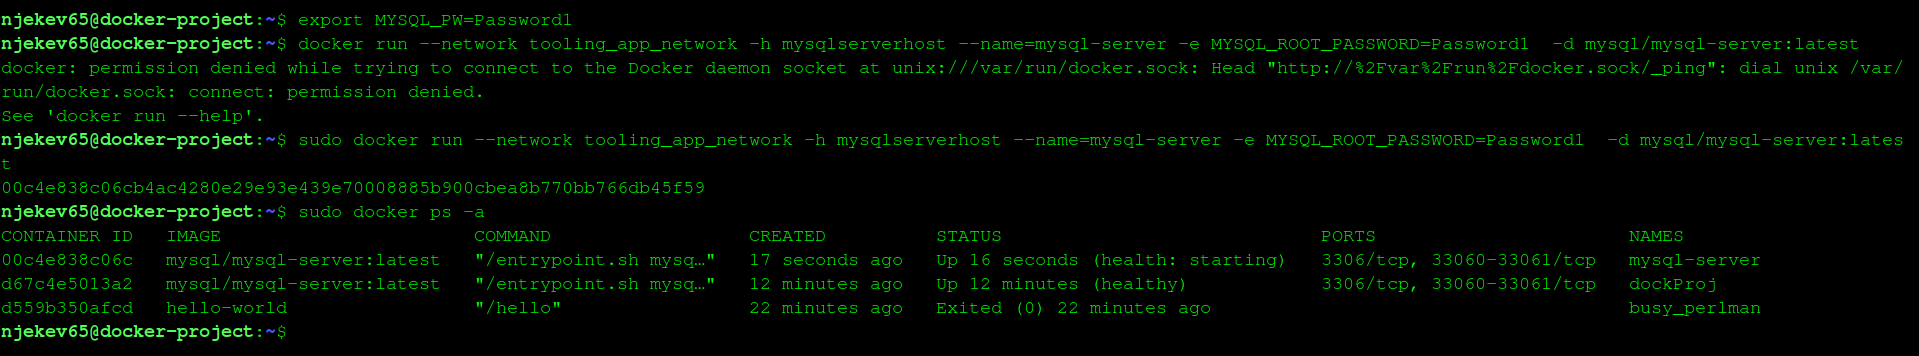 njekev65@docker-project:~$ export MYSQL_PW=Password1
njekev65@docker-project:~$ docker run --network tooling_app_network -h mysqlserverhost --name=mysql-server -e MYSQL_ROOT_PASSWORD=Password1  -d mysql/mysql-server:latest
docker: permission denied while trying to connect to the Docker daemon socket at unix:///var/run/docker.sock: Head "http://%2Fvar%2Frun%2Fdocker.sock/_ping": dial unix /var/
run/docker.sock: connect: permission denied.
See 'docker run --help'.
njekev65@docker-project:~$ sudo docker run --network tooling_app_network -h mysqlserverhost --name=mysql-server -e MYSQL_ROOT_PASSWORD=Password1  -d mysql/mysql-server:lates
t
00c4e838c06cb4ac4280e29e93e439e70008885b900cbea8b770bb766db45f59
njekev65@docker-project:~$ sudo docker ps -a
CONTAINER ID   IMAGE                       COMMAND                  CREATED          STATUS                             PORTS                       NAMES
00c4e838c06c   mysql/mysql-server:latest   "/entrypoint.sh mysq…"   17 seconds ago   Up 16 seconds (health: starting)   3306/tcp, 33060-33061/tcp   mysql-server
d67c4e5013a2   mysql/mysql-server:latest   "/entrypoint.sh mysq…"   12 minutes ago   Up 12 minutes (healthy)            3306/tcp, 33060-33061/tcp   dockProj
d559b350afcd   hello-world                 "/hello"                 22 minutes ago   Exited (0) 22 minutes ago                                      busy_perlman
njekev65@docker-project:~$